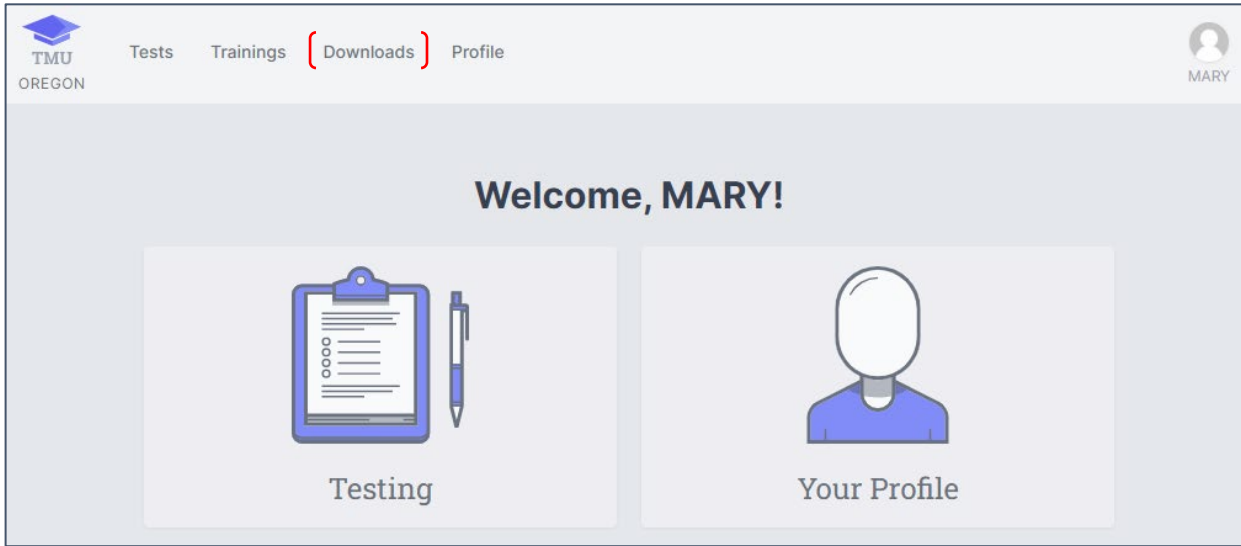 TMU
OREGON
Tests Trainings Downloads Profile
MARY
Welcome, MARY!
Testing
Your Profile